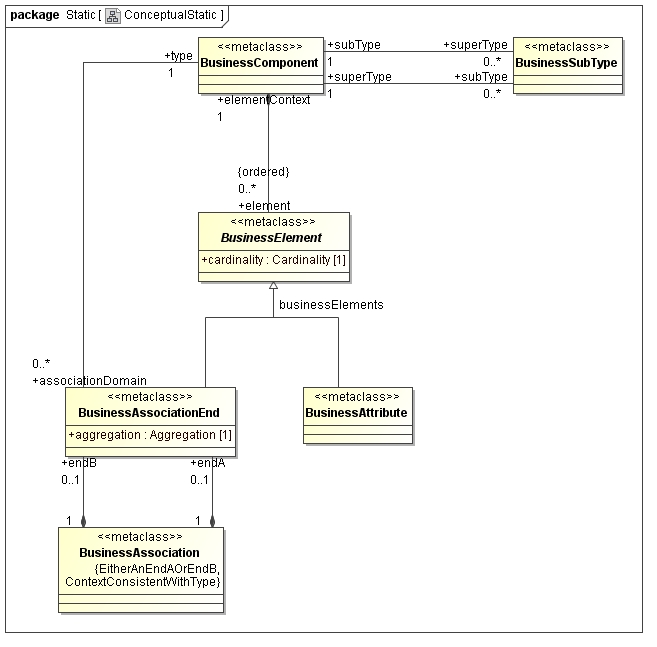 package Static [ ConceptualStatic ]
<<metaclass>>
BusinessComponent
+type
1
+subType
1
+superType
0..*
<<metaclass>>
BusinessSubType
+superType
1
+subType
0..*
+elementContext
1
{ordered}
0..*
+element
<<metaclass>>
BusinessElement
+cardinality : Cardinality [1]
businessElements
0..*
+associationDomain
<<metaclass>>
BusinessAssociationEnd
+aggregation : Aggregation [1]
<<metaclass>>
BusinessAttribute
+endB
0..1
+endA
0..1
1
1
<<metaclass>>
BusinessAssociation
{EitherAnEndAOrEndB,
ContextConsistentWithType}